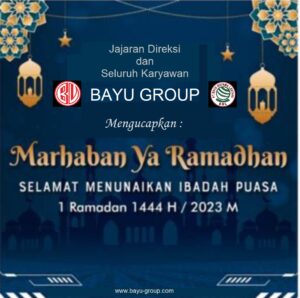 Jajaran Direksi
dan
Seluruh Karyawan
BAYU GROUP
Mengucapkan :
Marhaban Ya Ramadhan
SELAMAT MENUNAIKAN IBADAH PUASA
1 Ramadan 1444 H / 2023 M
www.bayu-group.com